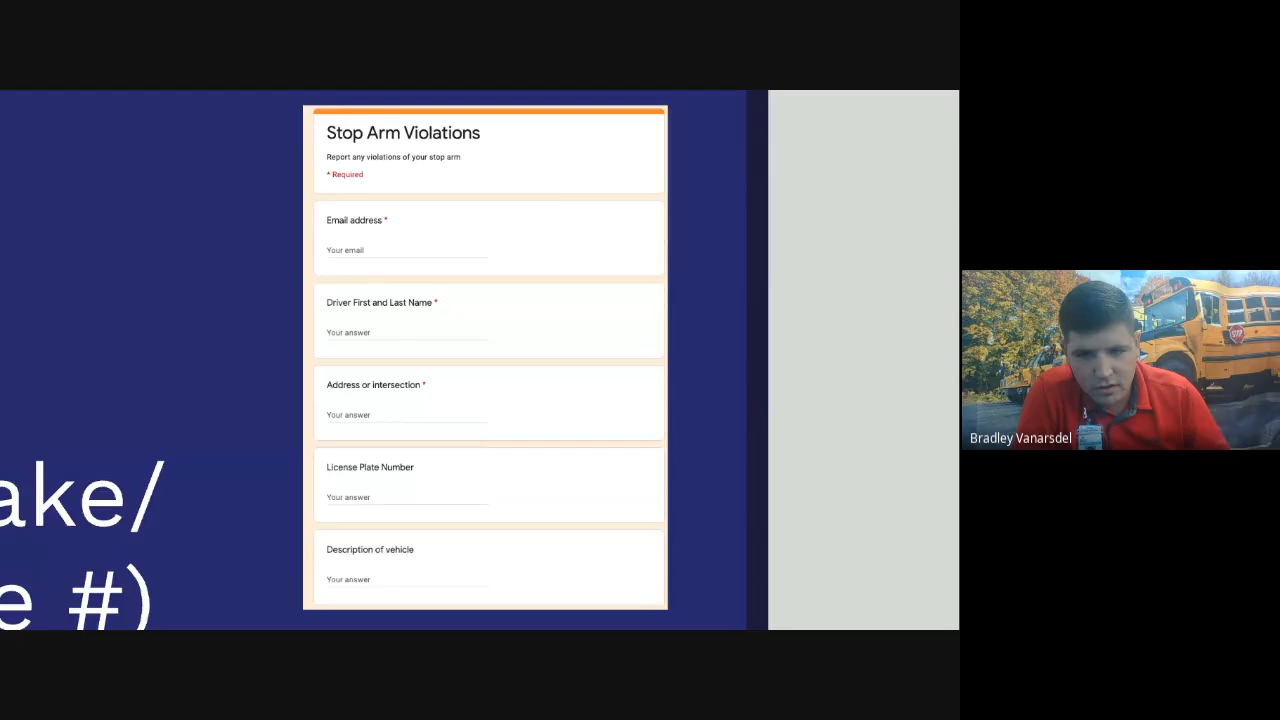 ake/
e #)
Stop Arm Violations
Report any violations of your stop arm
* Required
Email address *
Your email
Driver First and Last Name *
Your answer
Address or intersection *
Your answer
License Plate Number
Your answer
Description of vehicle
Your answer
STOP
Bradley Vanarsdel